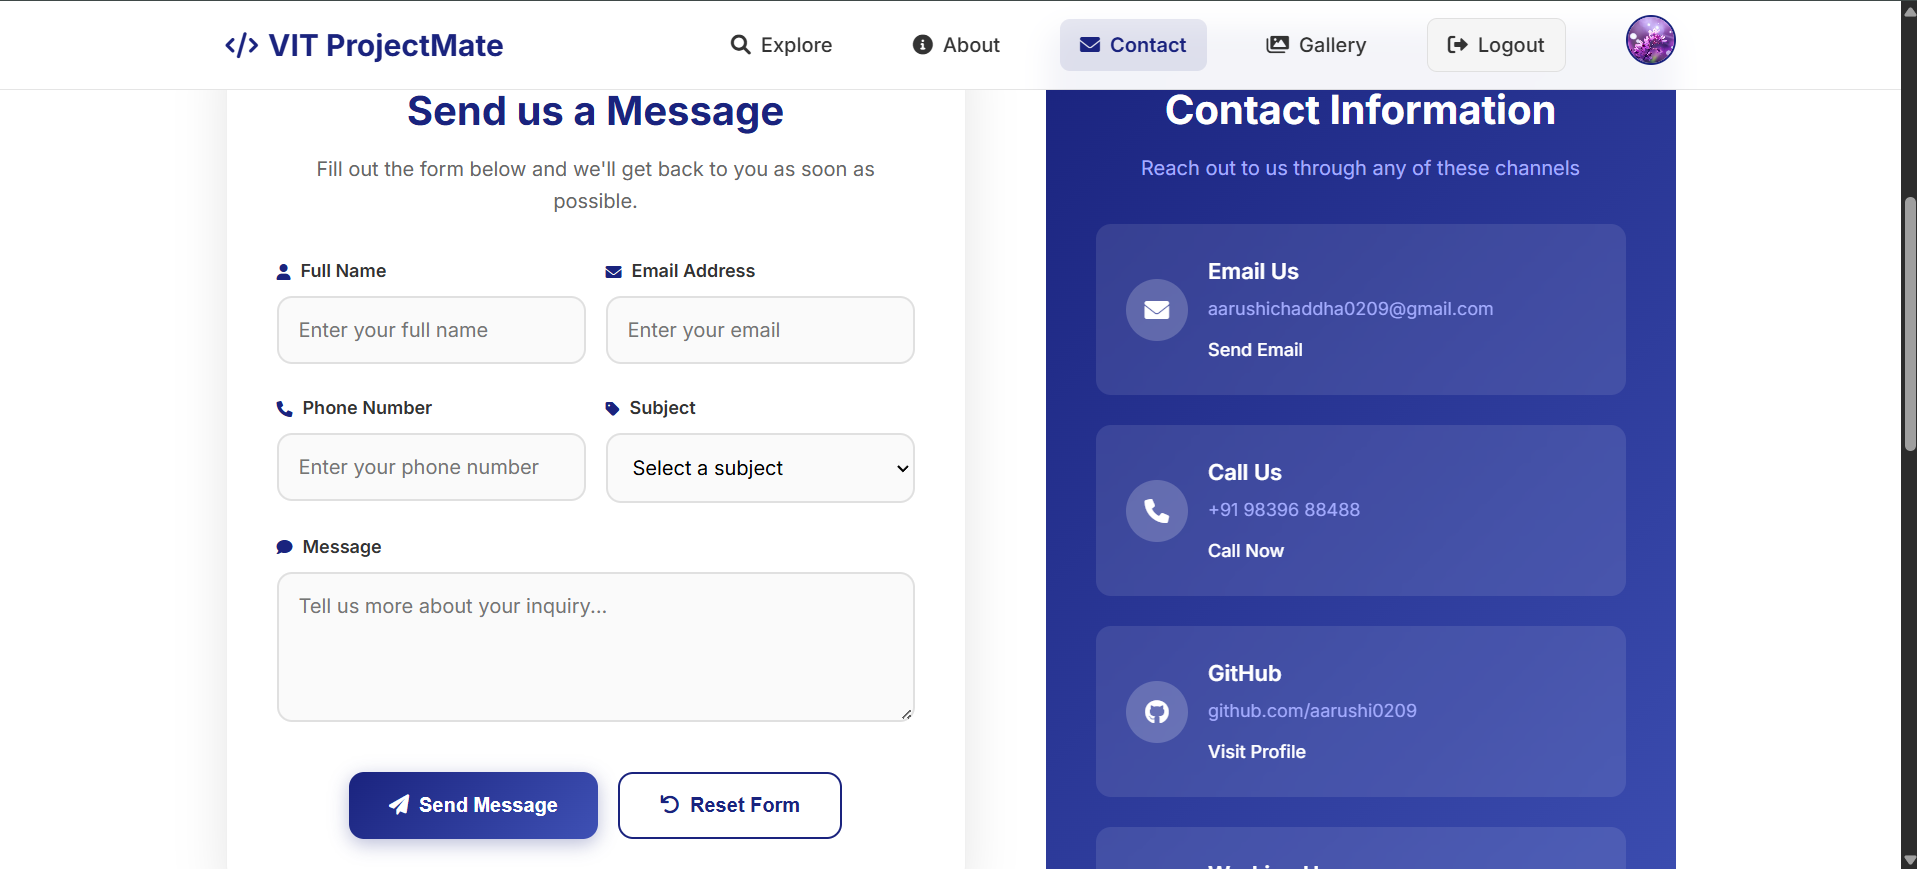 VIT ProjectMate
Explore
About
Contact
Gallery
Logout
Send us a Message
Fill out the form below and we'll get back to you as soon as
possible.
Full Name
Email Address
Enter your full name
Enter your email
Phone Number
Subject
Enter your phone number
Select a subject
Message
Tell us more about your inquiry...
Send Message
Reset Form
Contact Information
Reach out to us through any of these channels
Email Us
aarushichaddha0209@gmail.com
Send Email
Call Us
+91 98396 88488
Call Now
GitHub
github.com/aarushi0209
Visit Profile